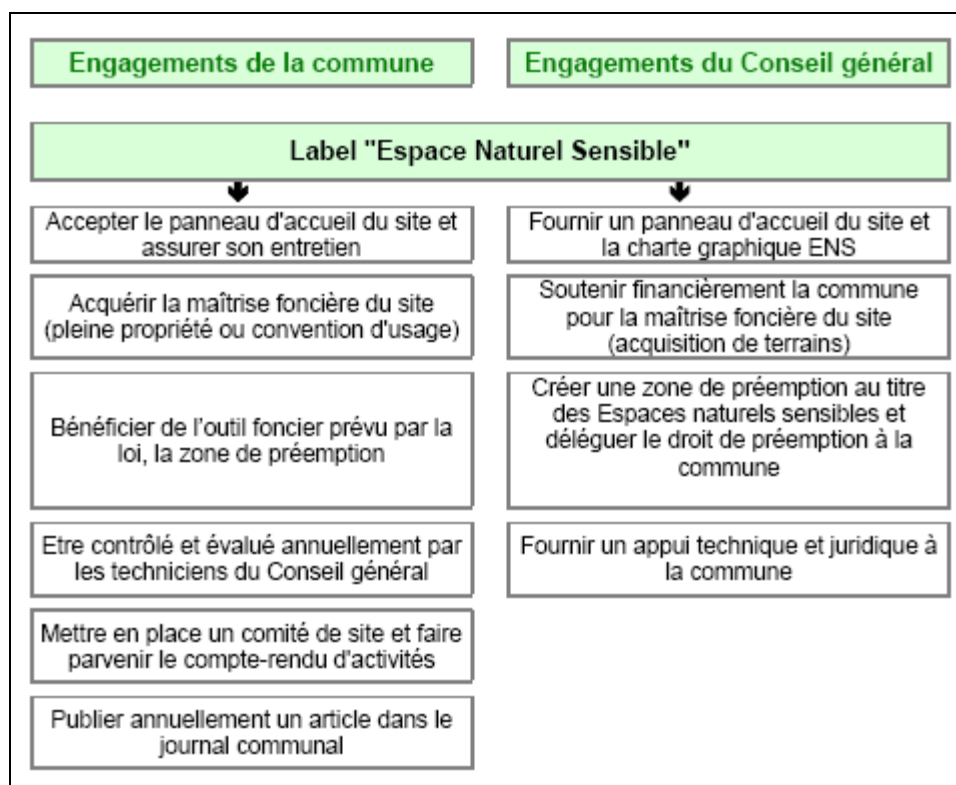 Engagements de la commune
Engagements du Conseil général
Label "Espace Naturel Sensible"
Accepter le panneau d'accueil du site et
assurer son entretien
Fournir un panneau d'accueil du site et
la charte graphique ENS
Acquérir la maîtrise foncière du site
(pleine propriété ou convention d'usage)
Soutenir financièrement la commune
pour la maîtrise foncière du site
(acquisition de terrains)
Bénéficier de l'outil foncier prévu par la
loi, la zone de préemption
Créer une zone de préemption au titre
des Espaces naturels sensibles et
déléguer le droit de préemption à la
commune
Etre contrôlé et évalué annuellement par
les techniciens du Conseil général
Fournir un appui technique et juridique à
la commune
Mettre en place un comité de site et faire
parvenir le compte-rendu d'activités
Publier annuellement un article dans le
journal communal